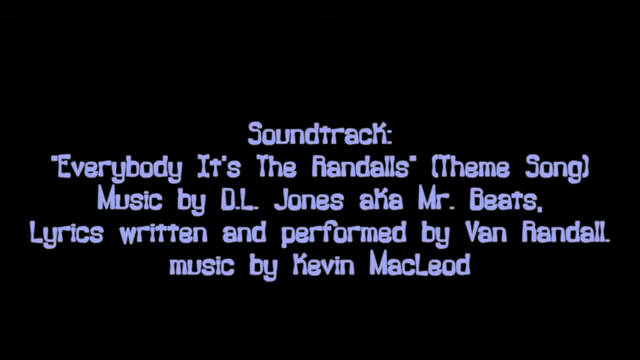 Soundtrack:
"Everybody It's The Randalls" (Theme Song)
Music by D.L. Jones aka Mr. Beats,
Lyrics written and performed by Van Randall.
music by Kevin MacLeod